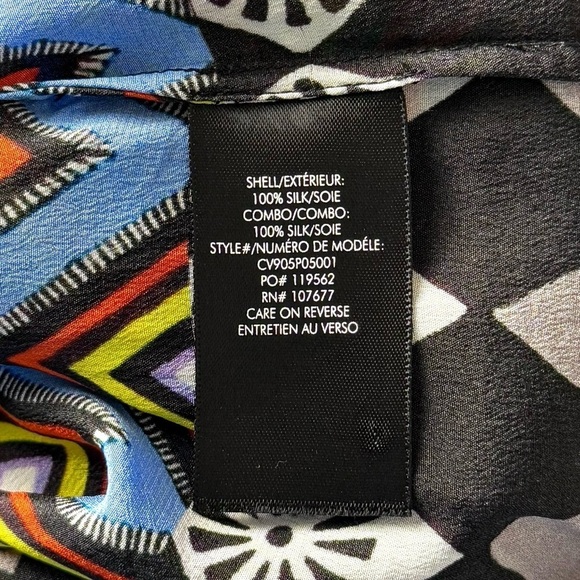 SHELL/EXTÉRIEUR:
100% SILK/SOIE
COMBO/COMBO:
100% SILK/SOIE
STYLE#/NUMÉRO DE MODÉLE:
CV905P05001
PO# 119562
RN# 107677
CARE ON REVERSE
ENTRETIEN AU VERSO